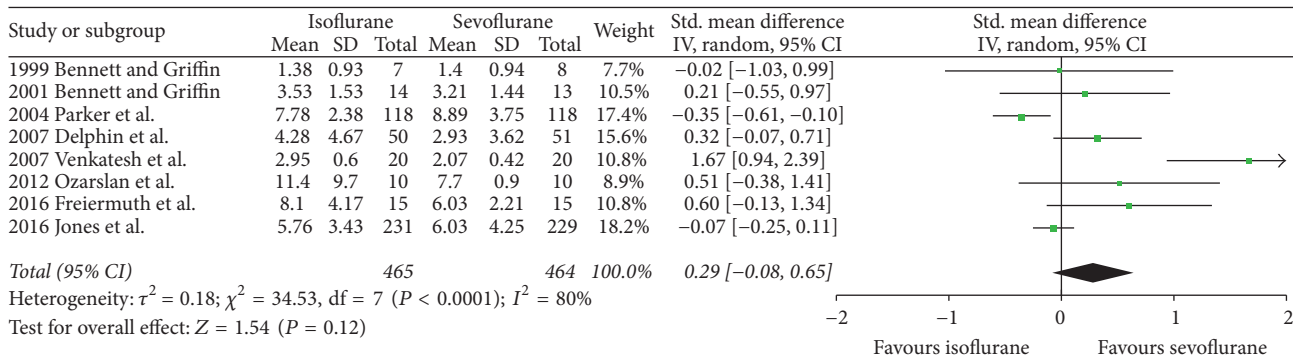 Study or subgroup Isoflurane Sevoflurane Weight Std. mean difference Std. mean difference
Mean SD Total Mean SD Total IV, random, 95% CI IV, random, 95% CI
1999 Bennett and Griffin 1.38 0.93 7 1.4 0.94 8 7.7% −0.02 [−1.03, 0.99]
2001 Bennett and Griffin 3.53 1.53 14 3.21 1.44 13 10.5% 0.21 [−0.55, 0.97]
2004 Parker et al. 7.78 2.38 118 8.89 3.75 118 17.4% −0.35 [−0.61, −0.10]
2007 Delphin et al. 4.28 4.67 50 2.93 3.62 51 15.6% 0.32 [−0.07, 0.71]
2007 Venkatesh et al. 2.95 0.6 20 2.07 0.42 20 10.8% 1.67 [0.94, 2.39]
2012 Ozarslan et al. 11.4 9.7 10 7.7 0.9 10 8.9% 0.51 [−0.38, 1.41]
2016 Freiermuth et al. 8.1 4.17 15 6.03 2.21 15 10.8% 0.60 [−0.13, 1.34]
2016 Jones et al. 5.76 3.43 231 6.03 4.25 229 18.2% −0.07 [−0.25, 0.11]
Total (95% CI) 465 464 100.0% 0.29 [−0.08, 0.65]
Heterogeneity: τ² = 0.18; χ² = 34.53, df = 7 (P < 0.0001); I² = 80%
Test for overall effect: Z = 1.54 (P = 0.12)
−2 −1 0 1 2
Favours isoflurane Favours sevoflurane